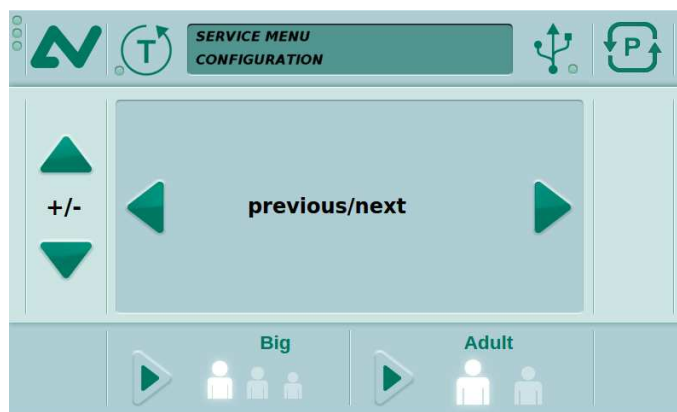 T
SERVICE MENU
CONFIGURATION
P
+/-
previous/next
Big
Adult